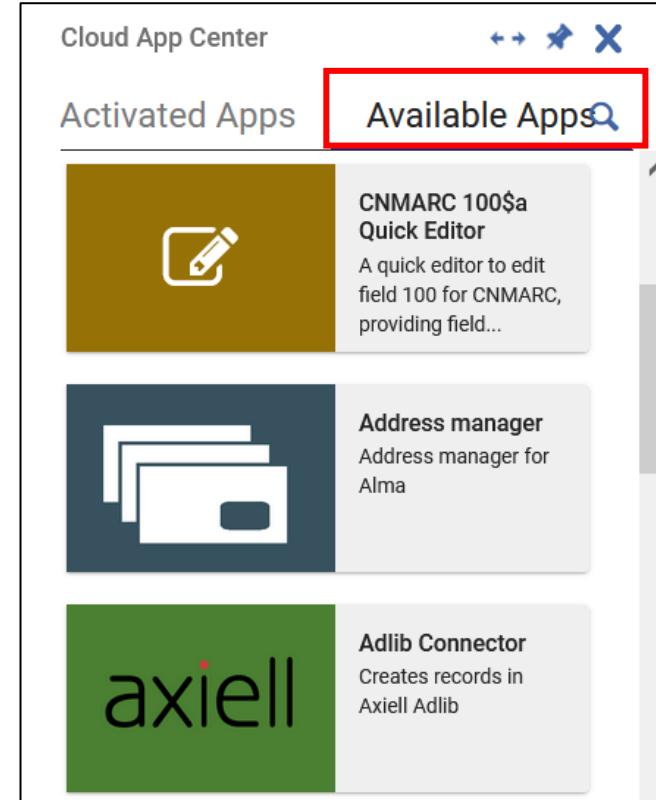 Cloud App Center
Activated Apps
Available Apps
CNMARC 100$a
Quick Editor
A quick editor to edit
field 100 for CNMARC,
providing field...
Address manager
Address manager for
Alma
axiell
Adlib Connector
Creates records in
Axiell Adlib